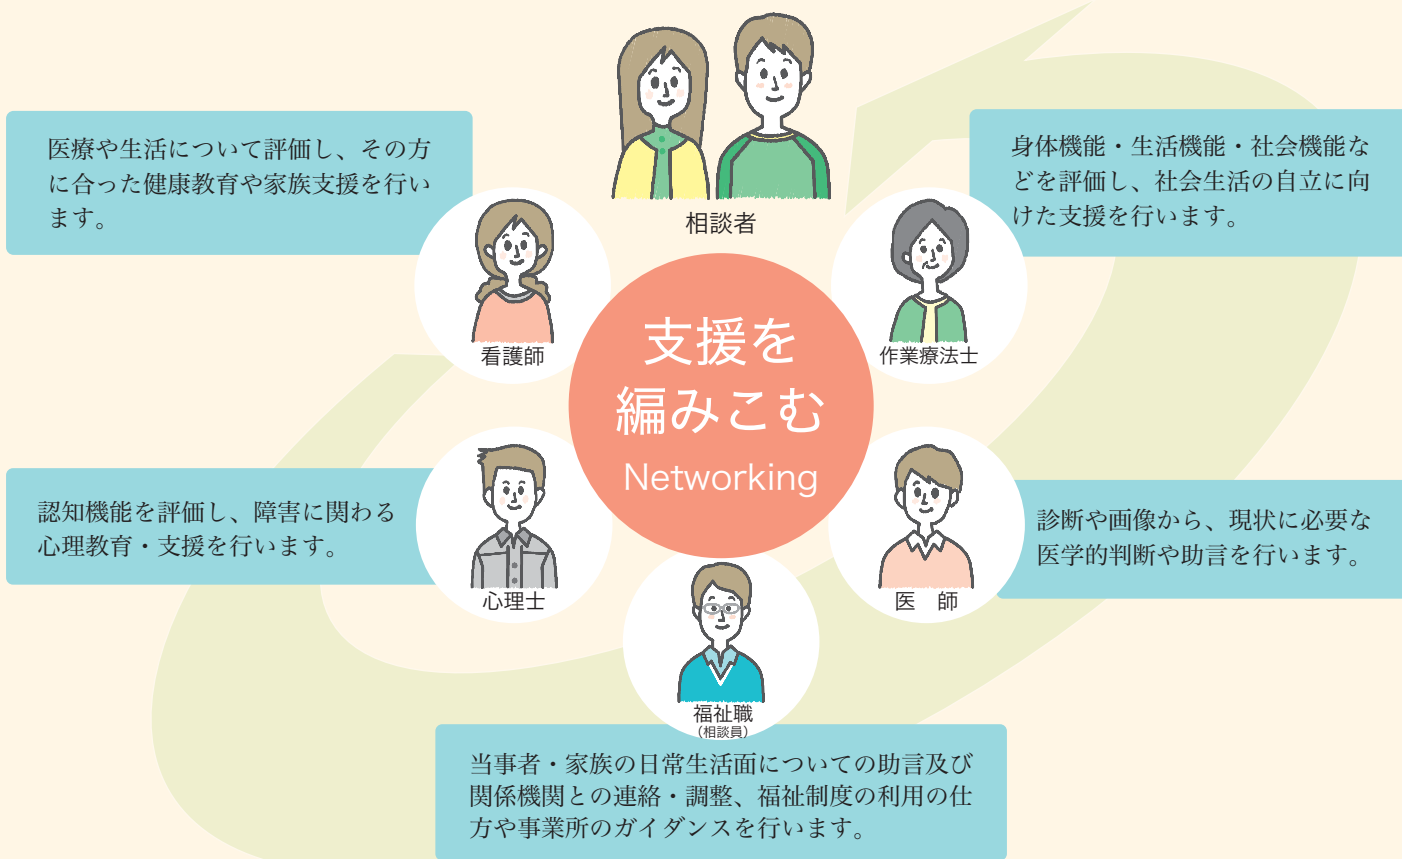 相談者
医療や生活について評価し、その方
に合った健康教育や家族支援を行い
ます。
看護師
身体機能・生活機能・社会機能な
どを評価し、社会生活の自立に向
けた支援を行います。
作業療法士
支援を
編みこむ
Networking
認知機能を評価し、障害に関わる
心理教育・支援を行います。
心理士
診断や画像から、現状に必要な
医学的判断や助言を行います。
医　師
福祉職
(相談員)
当事者・家族の日常生活面についての助言及び
関係機関との連絡・調整、福祉制度の利用の仕
方や事業所のガイダンスを行います。